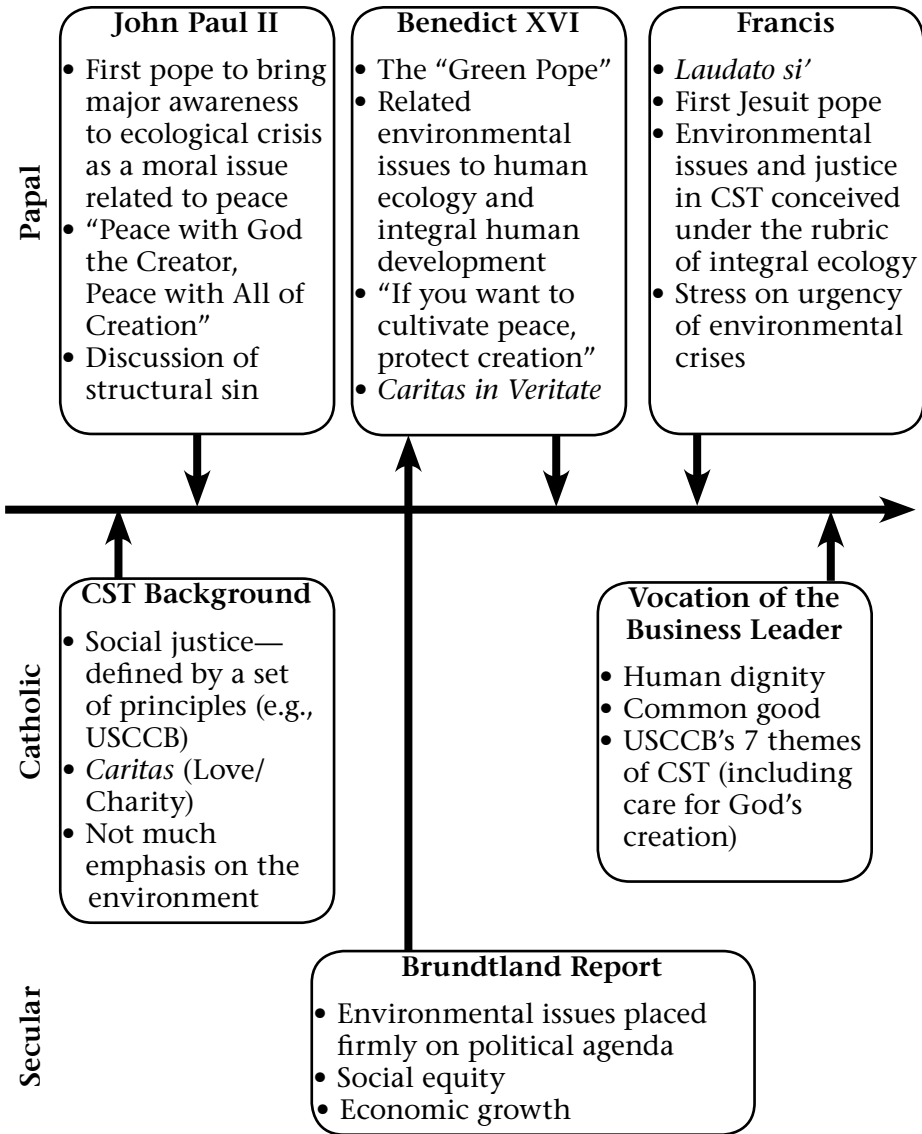 Papal
John Paul II
• First pope to bring
major awareness
to ecological crisis
as a moral issue
related to peace
• “Peace with God
the Creator,
Peace with All of
Creation”
• Discussion of
structural sin
Benedict XVI
• The “Green Pope”
• Related
environmental
issues to human
ecology and
integral human
development
• “If you want to
cultivate peace,
protect creation”
• Caritas in Veritate
Francis
• Laudato si’
• First Jesuit pope
• Environmental
issues and justice
in CST conceived
under the rubric
of integral ecology
• Stress on urgency
of environmental
crises
Catholic
CST Background
• Social justice—
defined by a set
of principles (e.g.,
USCCB)
• Caritas (Love/
Charity)
• Not much
emphasis on the
environment
Vocation of the
Business Leader
• Human dignity
• Common good
• USCCB’s 7 themes
of CST (including
care for God’s
creation)
Secular
Brundtland Report
• Environmental issues placed
firmly on political agenda
• Social equity
• Economic growth